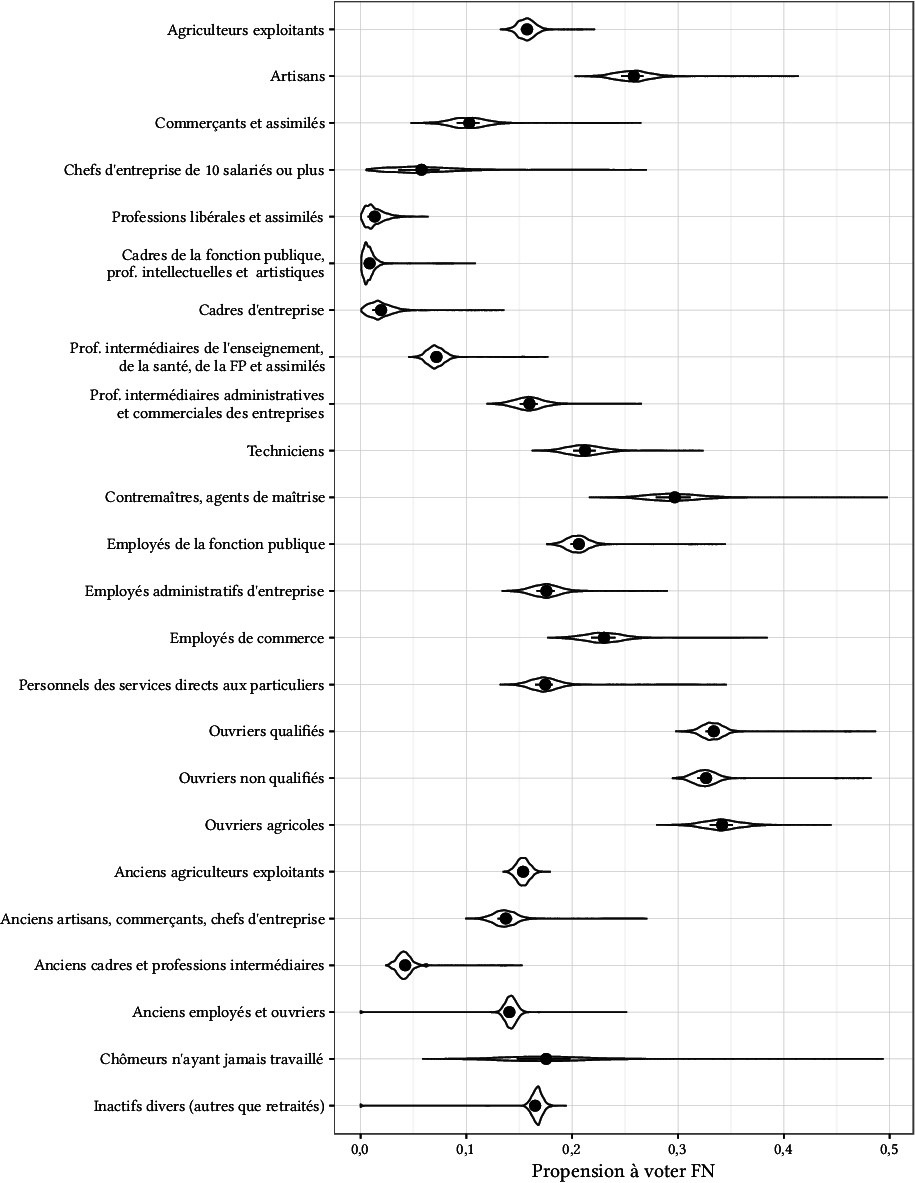 Agriculteurs exploitants
Artisans
Commerçants et assimilés
Chefs d'entreprise de 10 salariés ou plus
Professions libérales et assimilés
Cadres de la fonction publique,
prof. intellectuelles et artistiques
Cadres d'entreprise
Prof. intermédiaires de l'enseignement,
de la santé, de la FP et assimilés
Prof. intermédiaires administratives
et commerciales des entreprises
Techniciens
Contremaîtres, agents de maîtrise
Employés de la fonction publique
Employés administratifs d'entreprise
Employés de commerce
Personnels des services directs aux particuliers
Ouvriers qualifiés
Ouvriers non qualifiés
Ouvriers agricoles
Anciens agriculteurs exploitants
Anciens artisans, commerçants, chefs d'entreprise
Anciens cadres et professions intermédiaires
Anciens employés et ouvriers
Chômeurs n'ayant jamais travaillé
Inactifs divers (autres que retraités)
0,0 0,1 0,2 0,3 0,4 0,5
Propension à voter FN